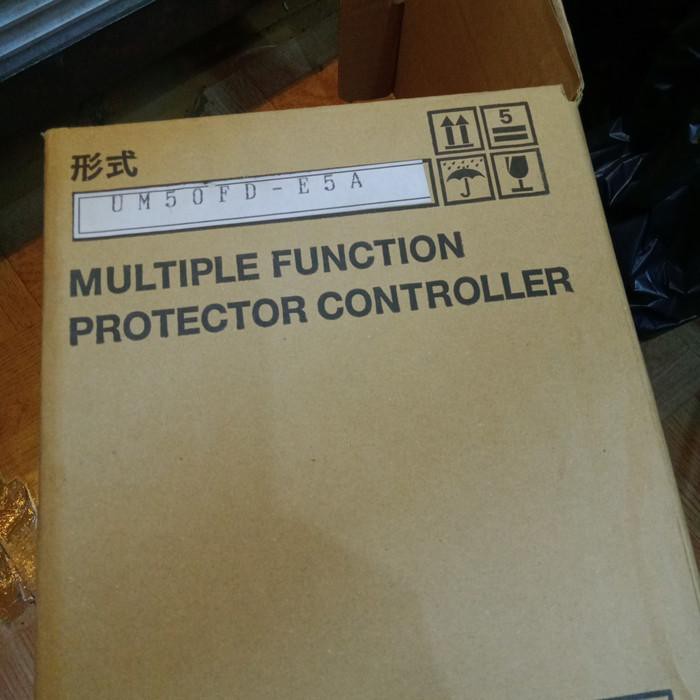 形式
UM50FD-E5A
5
MULTIPLE FUNCTION
PROTECTOR CONTROLLER